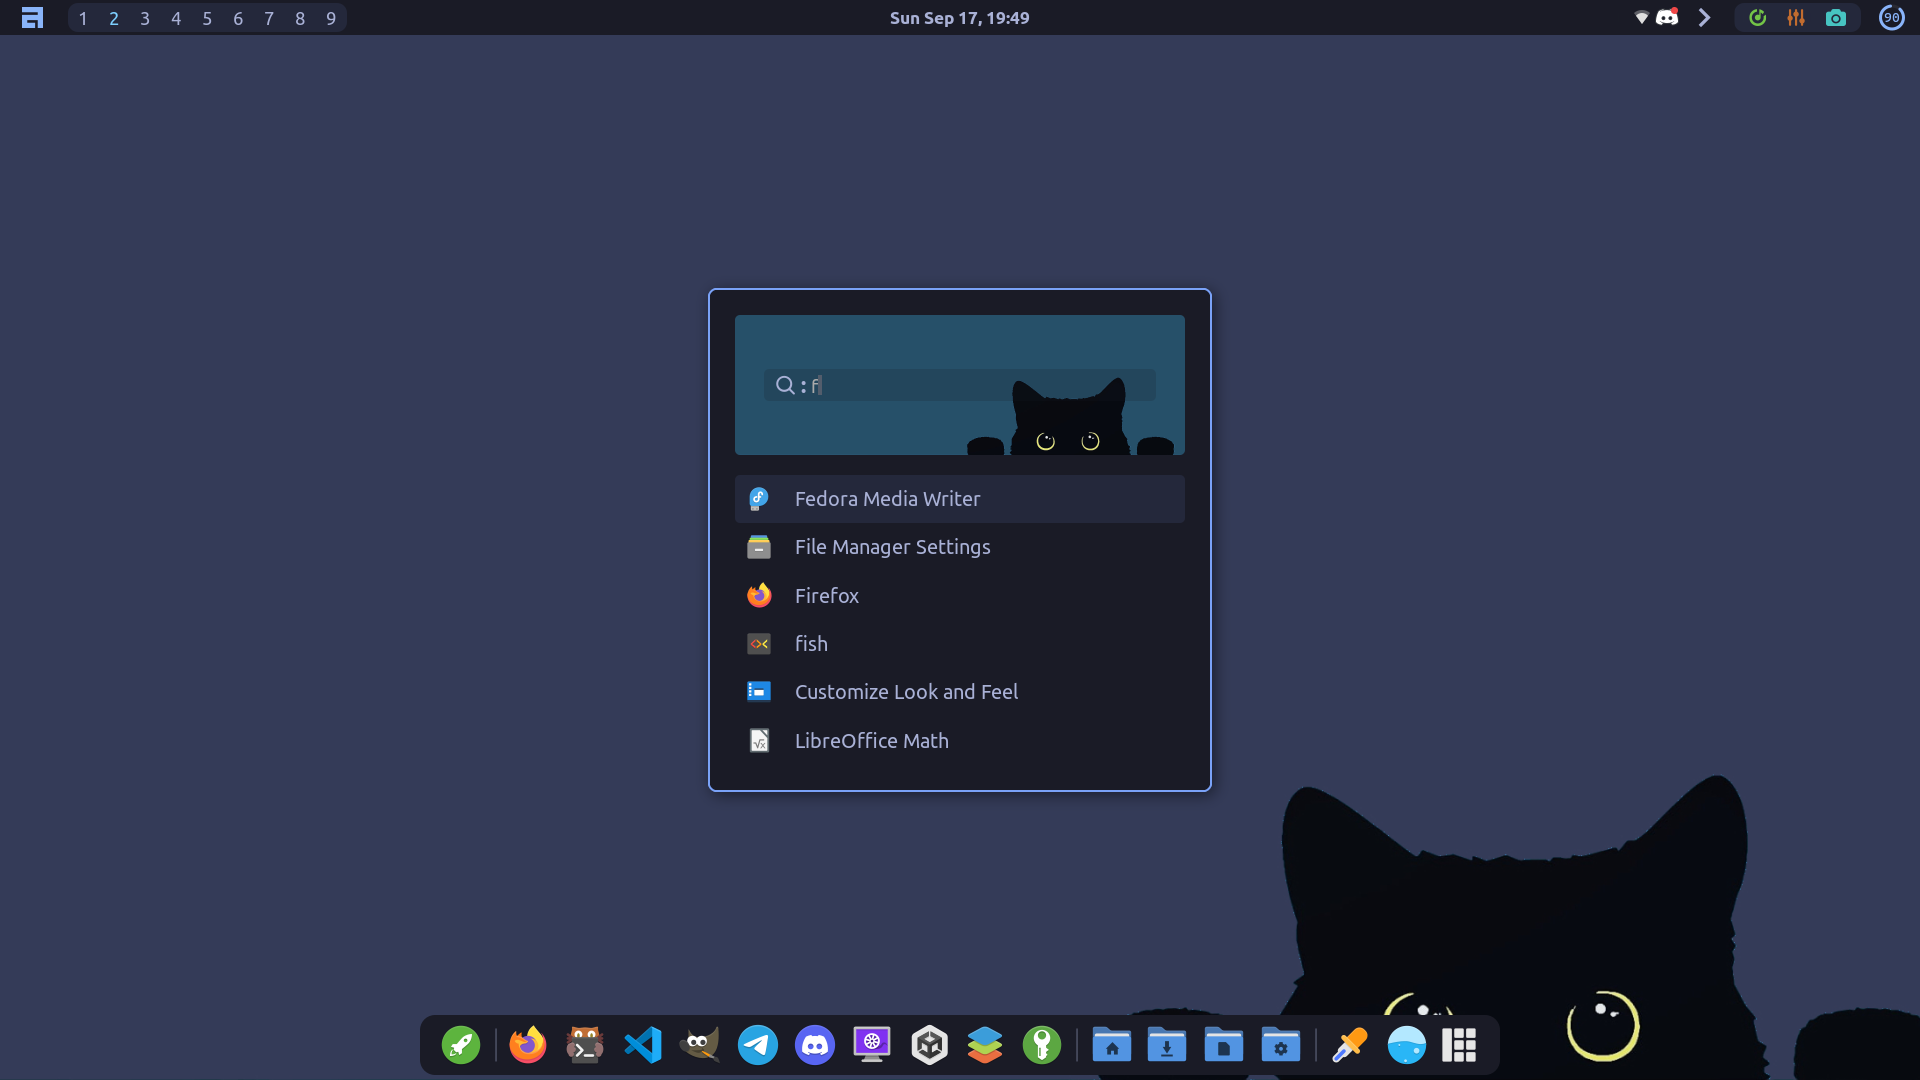 1 2 3 4 5 6 7 8 9
Sun Sep 17, 19:49
90
: f
Fedora Media Writer
File Manager Settings
Firefox
fish
Customize Look and Feel
LibreOffice Math